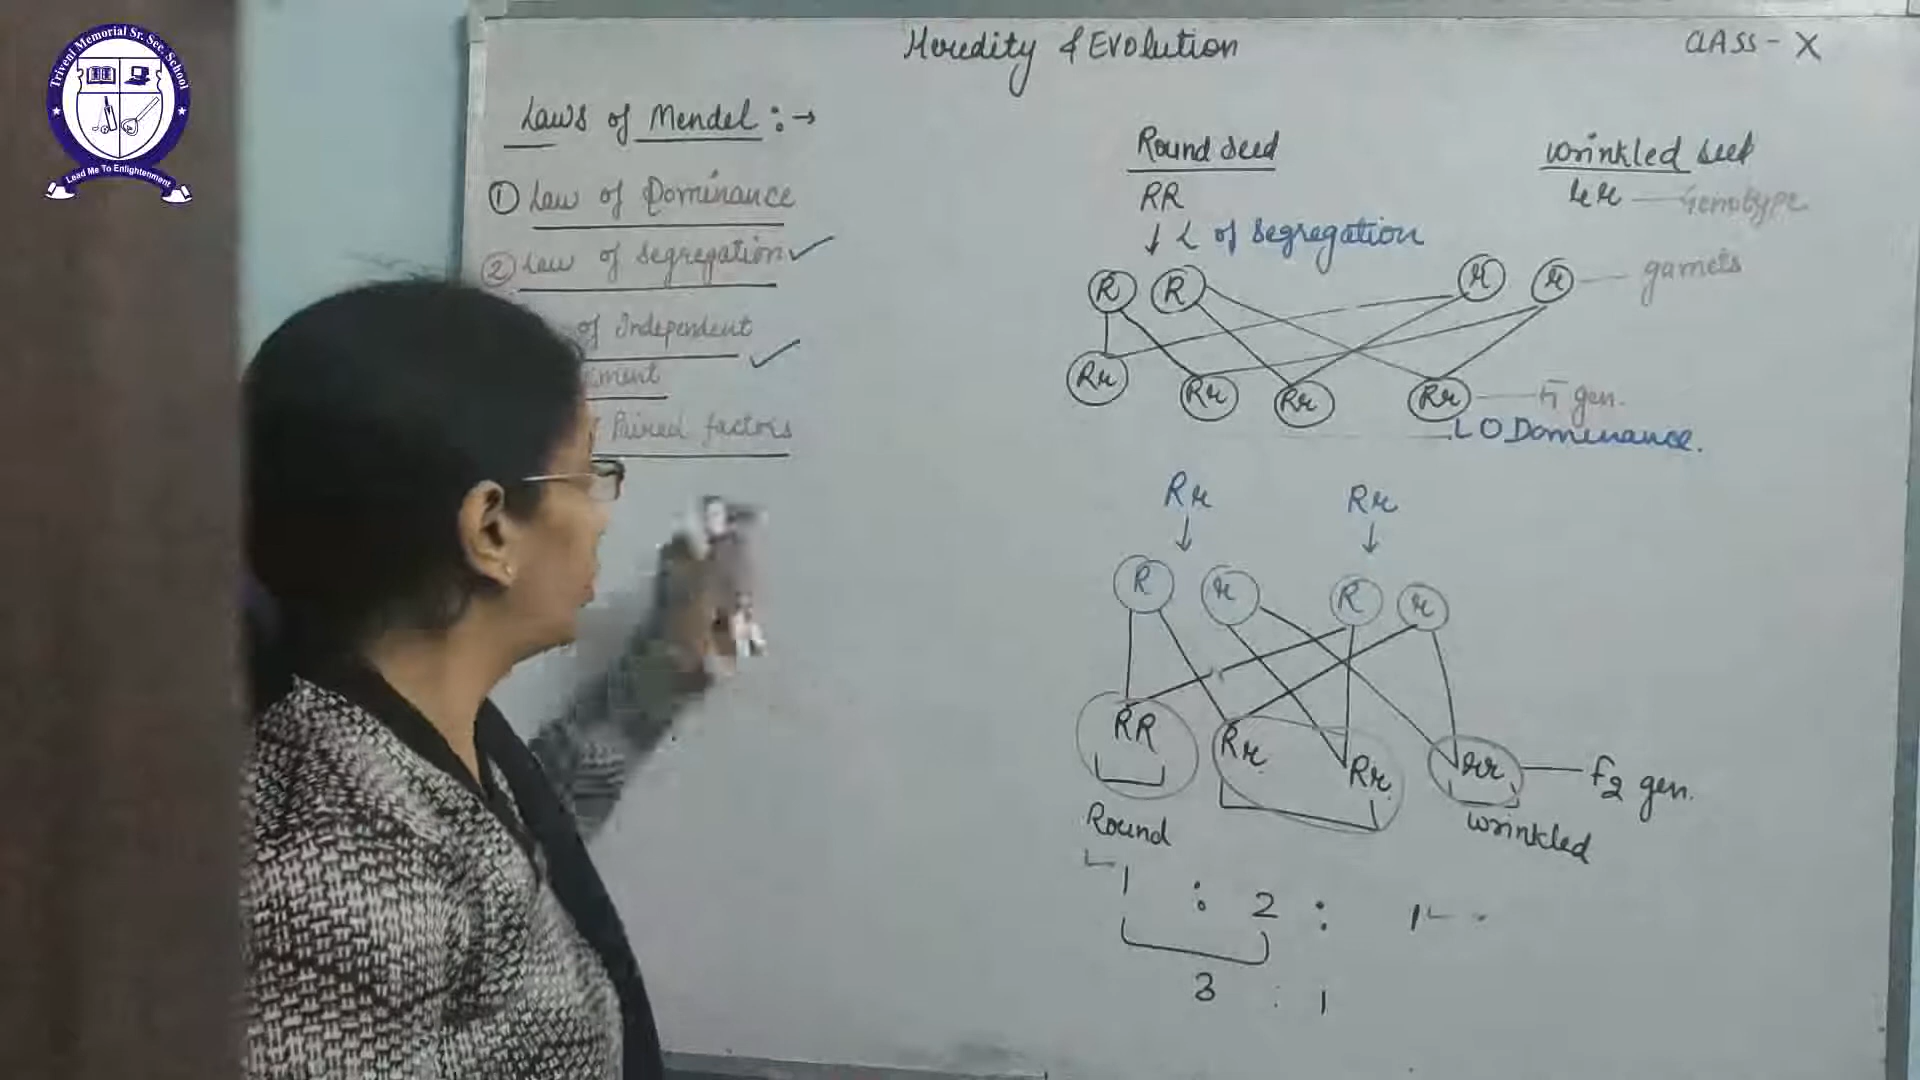 Triveni Memorial Sr. Sec. School
Lead Me To Enlightenment
Heredity & Evolution
CLASS - X
Laws of Mendel :→
① Law of Dominance
② Law of Segregation ✓
of Independent ✓
ment
Paired factors
Round seed
wrinkled seed
RR
rr — Genotype
↓ L of Segregation
R R r r — gamets
Rr Rr Rr Rr — F1 gen.
L O Dominance.
Rr Rr
↓ ↓
R r R r
RR Rr Rr rr — F2 gen.
Round wrinkled
1 : 2 : 1
3 : 1